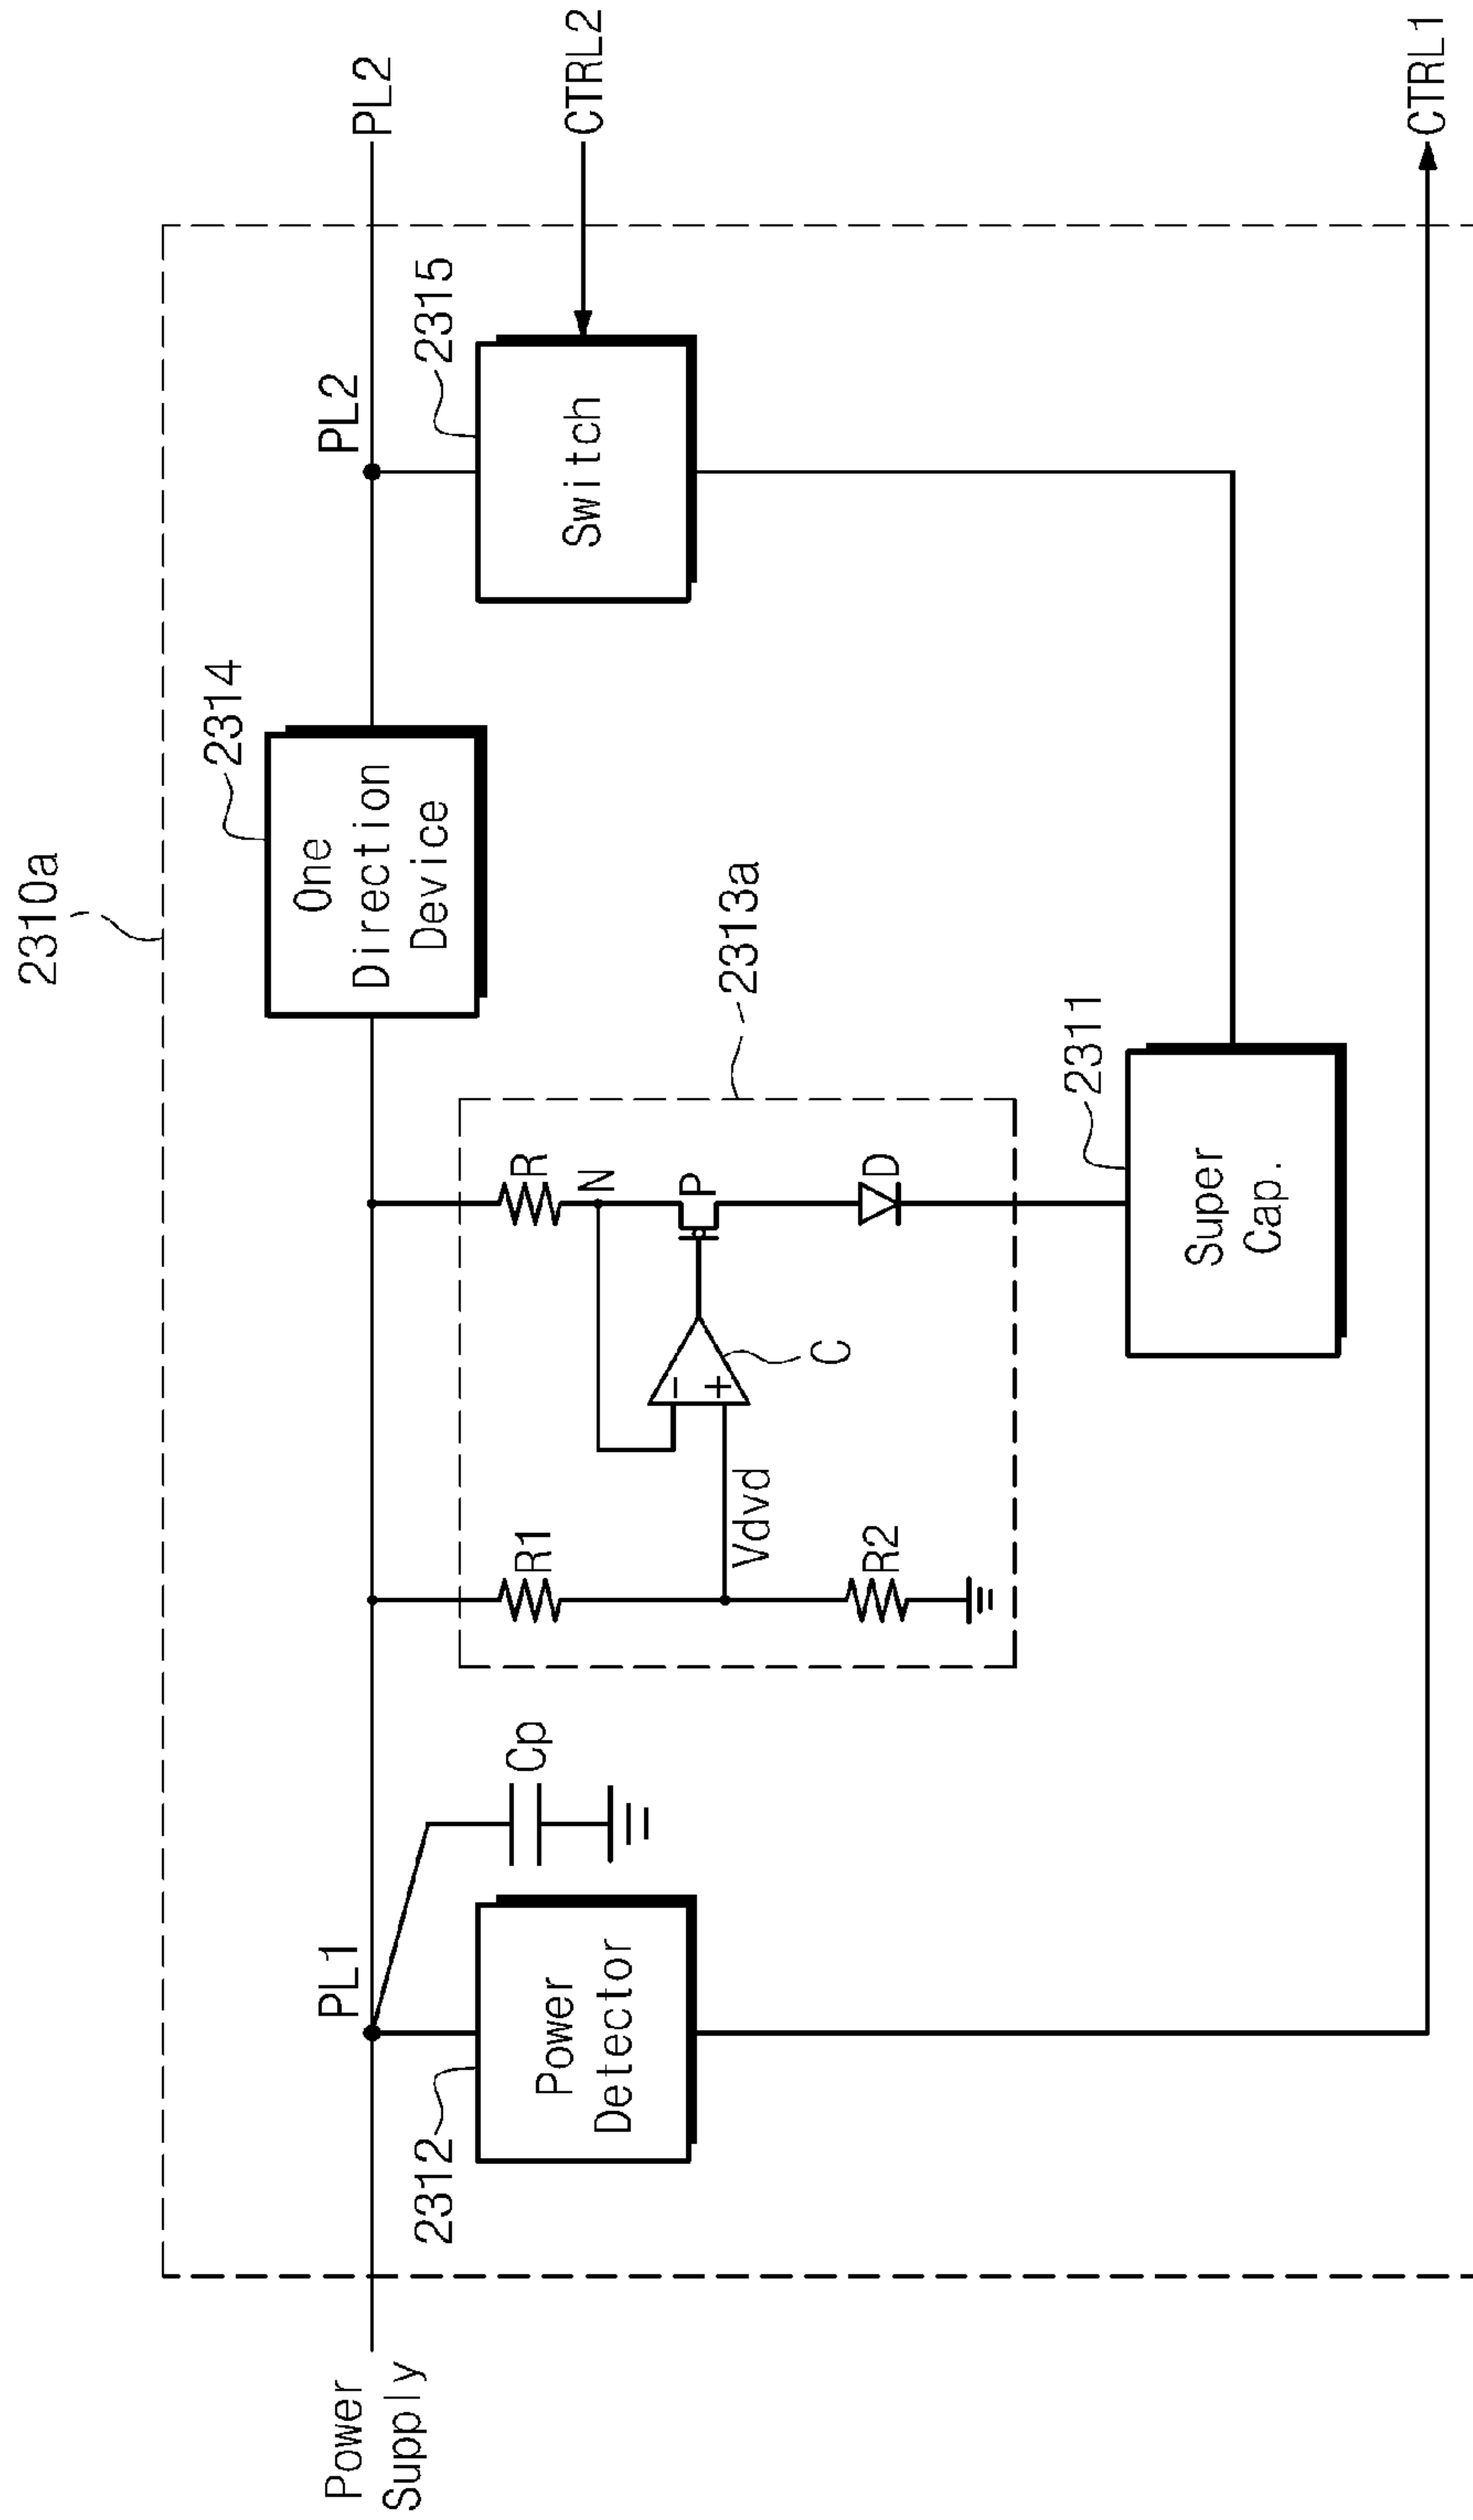 2310a
Power
Supply
PL1
2312
Power
Detector
Cp
R1
Vdvd
R2
-
+
C
R
N
P
D
2313a
2311
Super
Cap.
2314
One
Direction
Device
PL2
2315
Switch
PL2
CTRL2
CTRL1